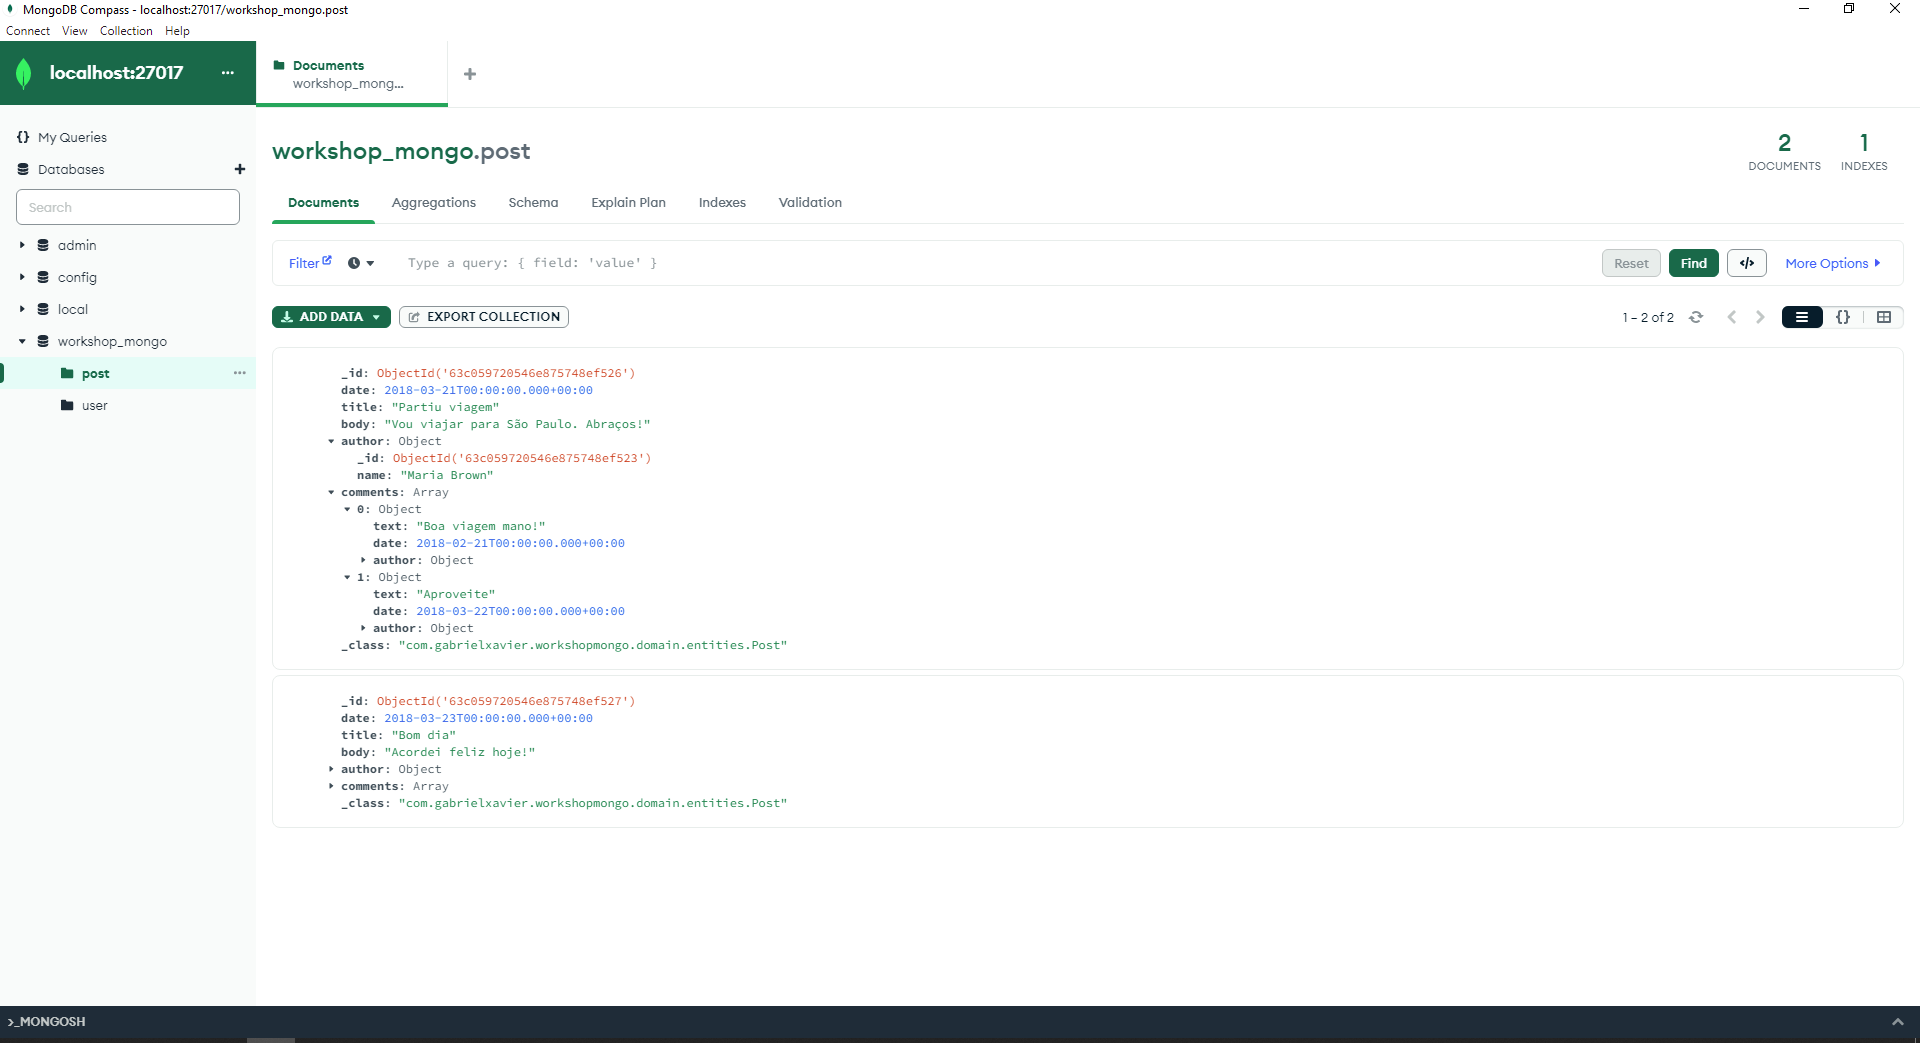 MongoDB Compass - localhost:27017/workshop_mongo.post
Connect View Collection Help
localhost:27017 ...
Documents
workshop_mong...
My Queries
Databases
Search
admin
config
local
workshop_mongo
post
user
workshop_mongo.post
2
DOCUMENTS
1
INDEXES
Documents Aggregations Schema Explain Plan Indexes Validation
Filter Type a query: { field: 'value' } Reset Find </> More Options
ADD DATA EXPORT COLLECTION 1 – 2 of 2 {}
_id: ObjectId('63c059720546e875748ef526')
date: 2018-03-21T00:00:00.000+00:00
title: "Partiu viagem"
body: "Vou viajar para São Paulo. Abraços!"
author: Object
_id: ObjectId('63c059720546e875748ef523')
name: "Maria Brown"
comments: Array
0: Object
text: "Boa viagem mano!"
date: 2018-02-21T00:00:00.000+00:00
author: Object
1: Object
text: "Aproveite"
date: 2018-03-22T00:00:00.000+00:00
author: Object
_class: "com.gabrielxavier.workshopmongo.domain.entities.Post"
_id: ObjectId('63c059720546e875748ef527')
date: 2018-03-23T00:00:00.000+00:00
title: "Bom dia"
body: "Acordei feliz hoje!"
author: Object
comments: Array
_class: "com.gabrielxavier.workshopmongo.domain.entities.Post"
>_MONGOSH